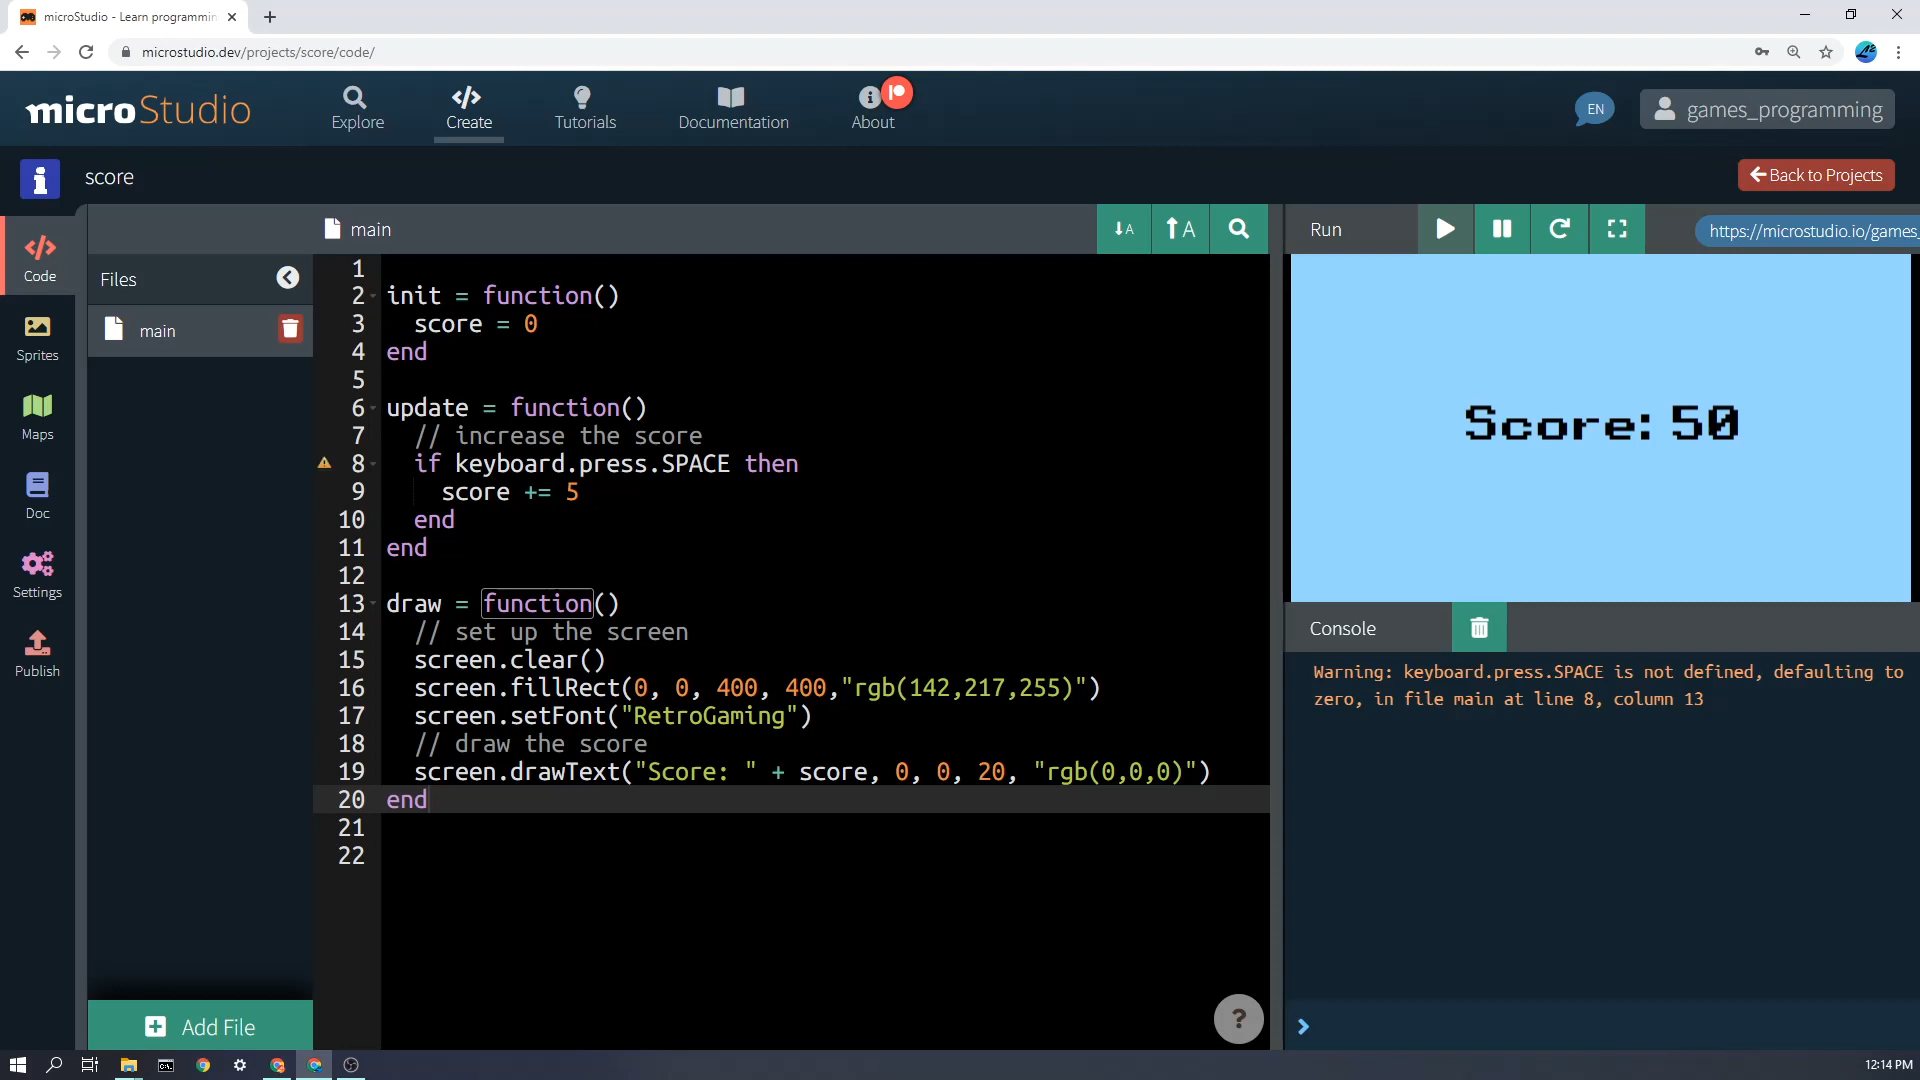 microStudio - Learn programmin
microstudio.dev/projects/score/code/
microStudio
Explore
Create
Tutorials
Documentation
About
EN
games_programming
i
score
Back to Projects
Code
Sprites
Maps
Doc
Settings
Publish
Files
main
Add File
main
↓A
↑A
1
2 init = function()
3 score = 0
4 end
5
6 update = function()
7 // increase the score
8 if keyboard.press.SPACE then
9 score += 5
10 end
11 end
12
13 draw = function()
14 // set up the screen
15 screen.clear()
16 screen.fillRect(0, 0, 400, 400,"rgb(142,217,255)")
17 screen.setFont("RetroGaming")
18 // draw the score
19 screen.drawText("Score: " + score, 0, 0, 20, "rgb(0,0,0)")
20 end
21
22
?
Run
https://microstudio.io/games_
Score: 50
Console
Warning: keyboard.press.SPACE is not defined, defaulting to
zero, in file main at line 8, column 13
12:14 PM